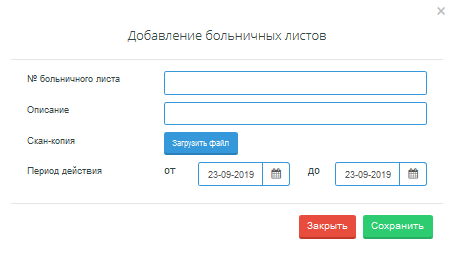 ×
Добавление больничных листов
№ больничного листа
Описание
Скан-копия Загрузить файл
Период действия от 23-09-2019 до 23-09-2019
Закрыть Сохранить